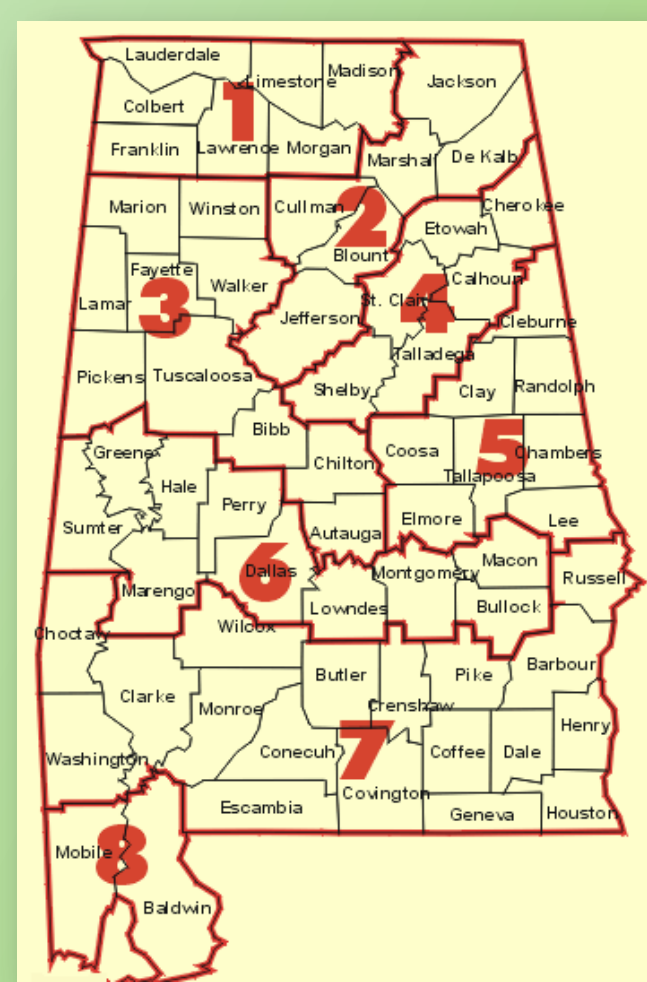 Lauderdale
Limestone
Madison
Jackson
Colbert
1
Franklin
Lawrence
Morgan
Marshal
De Kalb
Marion
Winston
Cullman
2
Cherokee
Etowah
Blount
Fayette
Walker
Calhoun
Lamar
3
St. Clair
4
Jefferson
Cleburne
Talladega
Pickens
Tuscaloosa
Shelby
Clay
Randolph
Bibb
Greene
Chilton
Coosa
5
Chambers
Hale
Tallapoosa
Perry
Sumter
Autauga
Elmore
Lee
Dallas
6
Montgomery
Macon
Russell
Marengo
Lowndes
Bullock
Choctaw
Wilcox
Butler
Pike
Barbour
Clarke
Monroe
Crenshaw
Henry
Washington
Conecuh
7
Coffee
Dale
Covington
Escambia
Geneva
Houston
Mobile
8
Baldwin